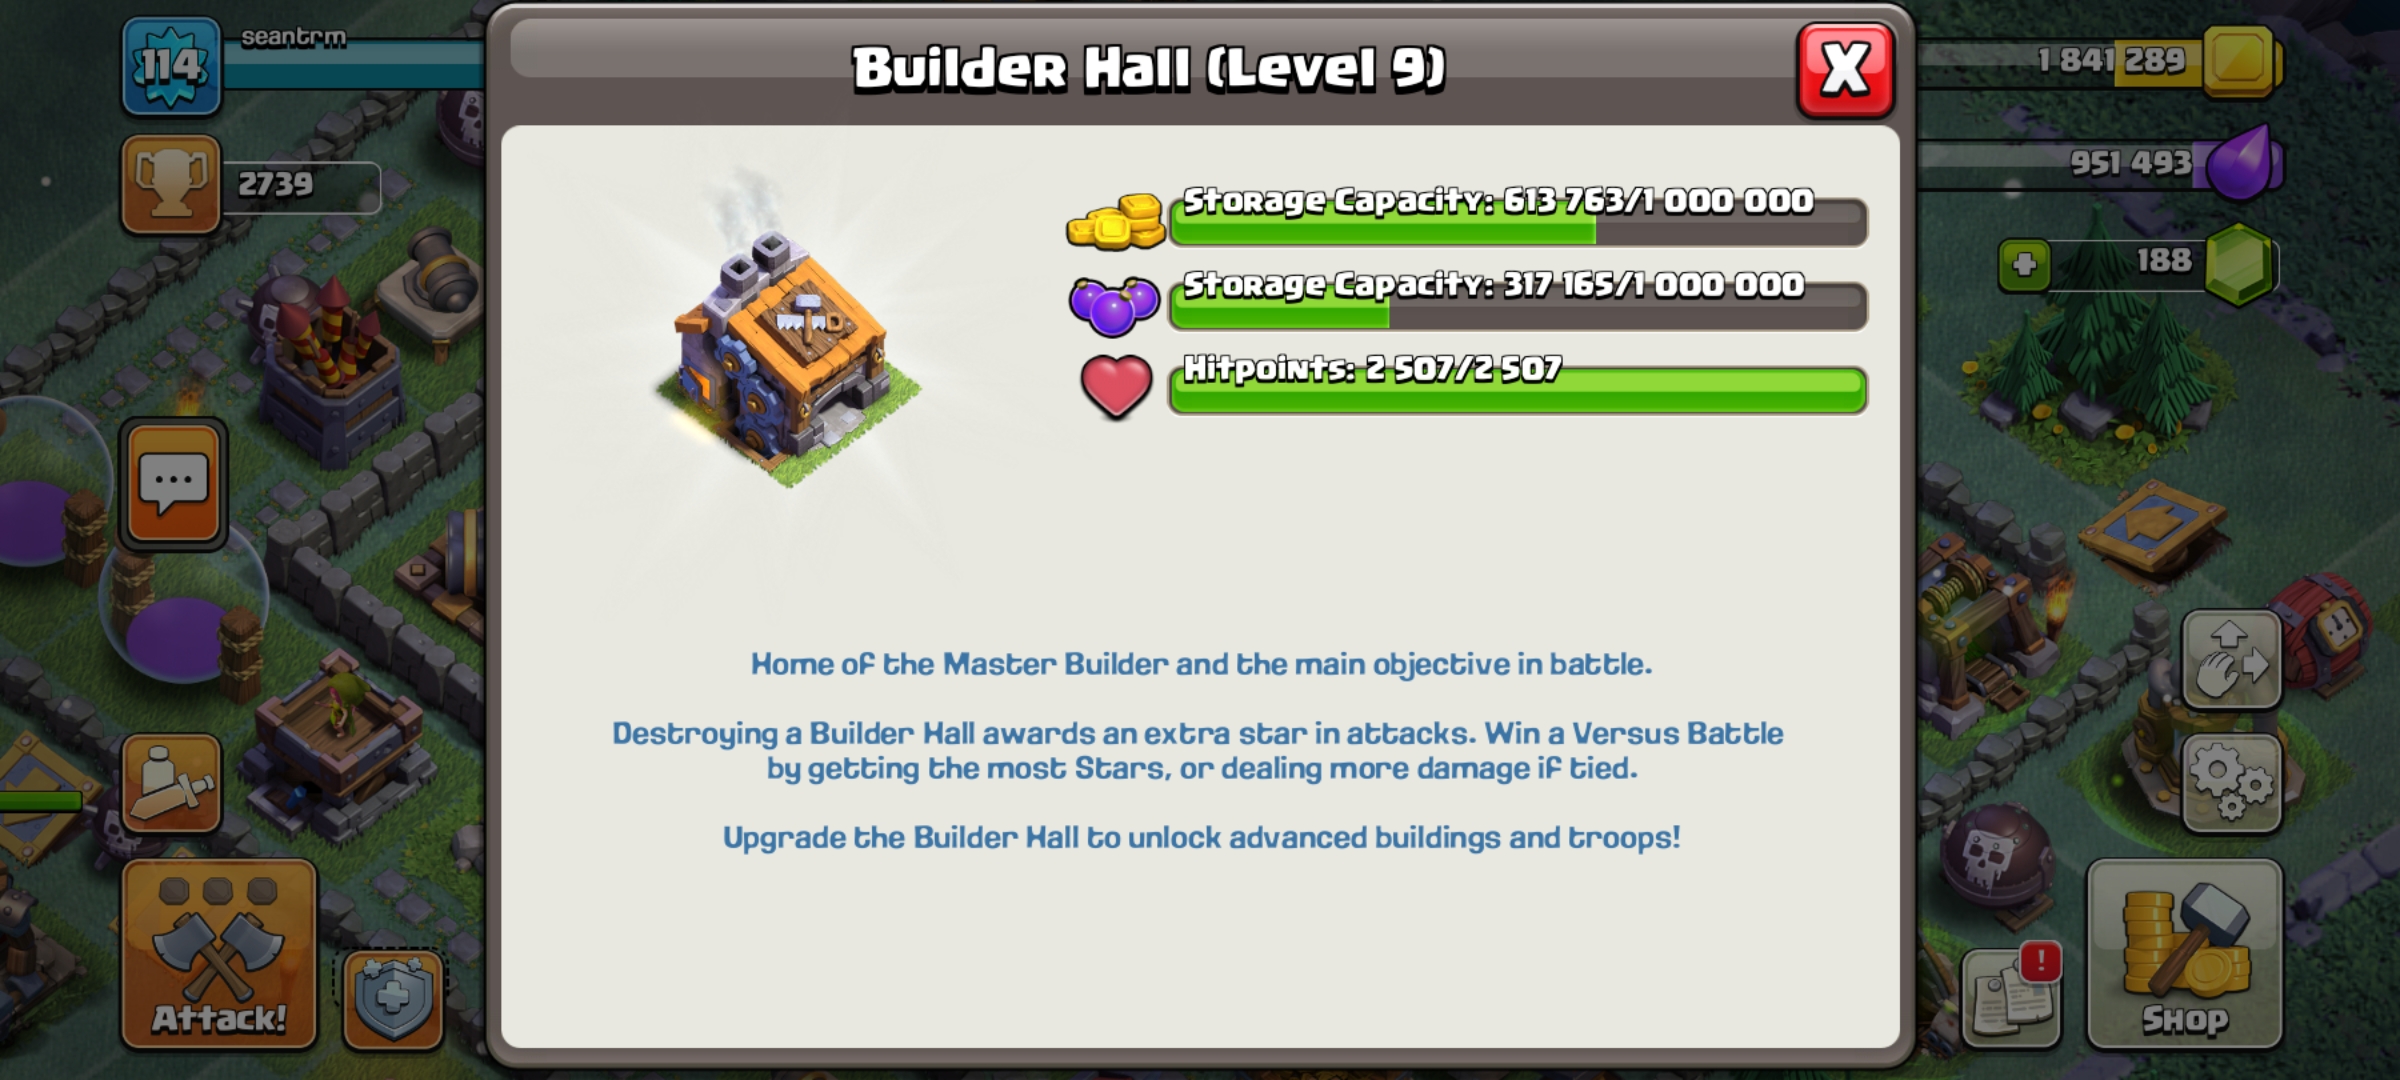 114
seantrm
2739
Builder Hall (Level 9)
X
1 841 289
951 493
188
Storage Capacity: 613 763/1 000 000
Storage Capacity: 317 165/1 000 000
Hitpoints: 2 507/2 507
Home of the Master Builder and the main objective in battle.
Destroying a Builder Hall awards an extra star in attacks. Win a Versus Battle
by getting the most Stars, or dealing more damage if tied.
Upgrade the Builder Hall to unlock advanced buildings and troops!
Attack!
!
Shop